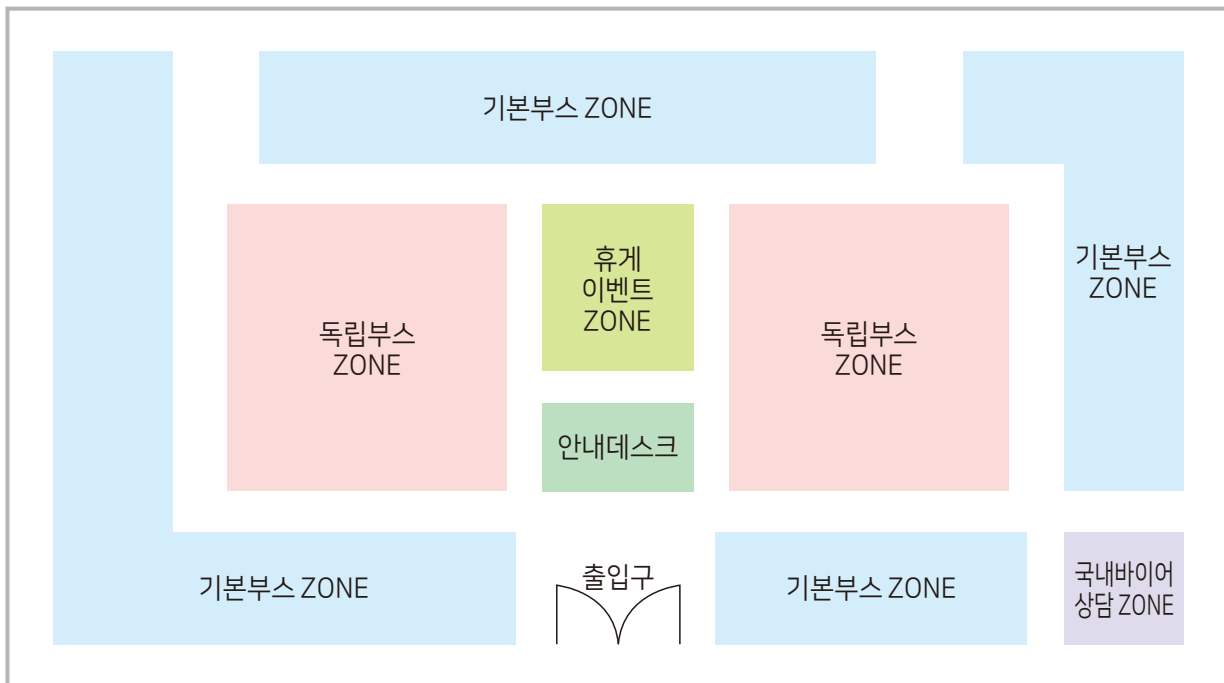 기본부스 ZONE
휴게
이벤트
ZONE
기본부스
ZONE
독립부스
ZONE
독립부스
ZONE
안내데스크
출입구
기본부스 ZONE
기본부스 ZONE
국내바이어
상담 ZONE